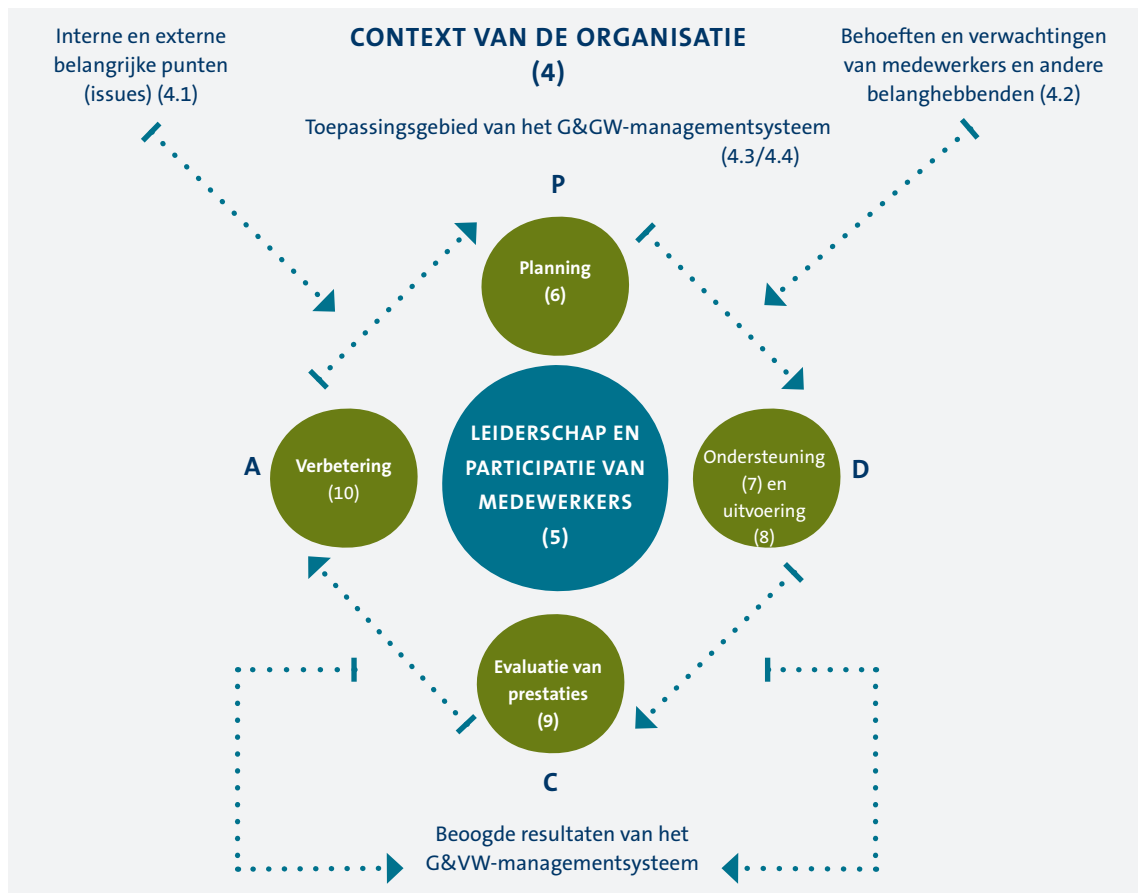 Interne en externe
belangrijke punten
(issues) (4.1)
CONTEXT VAN DE ORGANISATIE
(4)
Behoeften en verwachtingen
van medewerkers en andere
belanghebbenden (4.2)
Toepassingsgebied van het G&GW-managementsysteem
(4.3/4.4)
P
Planning
(6)
A
Verbetering
(10)
LEIDERSCHAP EN
PARTICIPATIE VAN
MEDEWERKERS
(5)
Ondersteuning
(7) en
uitvoering
(8)
D
Evaluatie van
prestaties
(9)
C
Beoogde resultaten van het
G&VW-managementsysteem